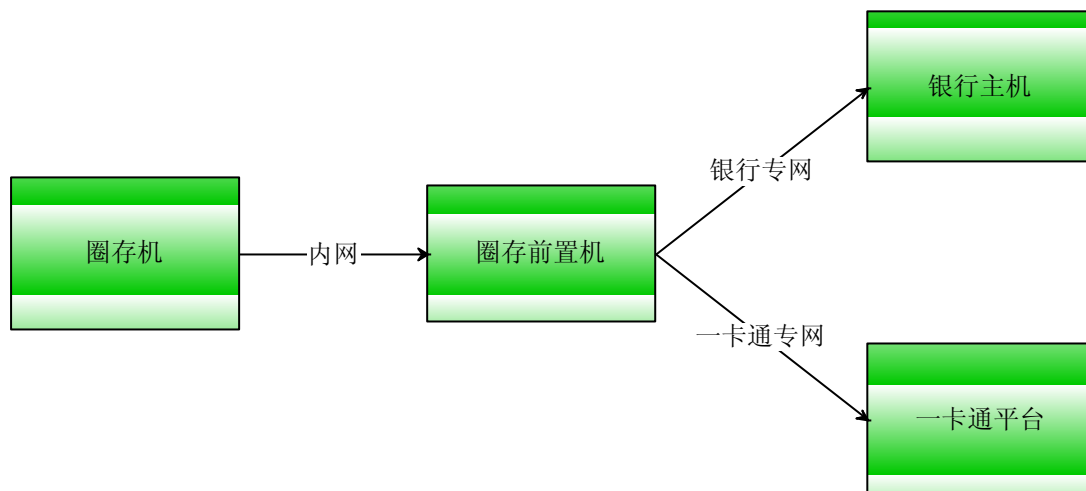 银行主机
银行专网
圈存机
内网
圈存前置机
一卡通专网
一卡通平台